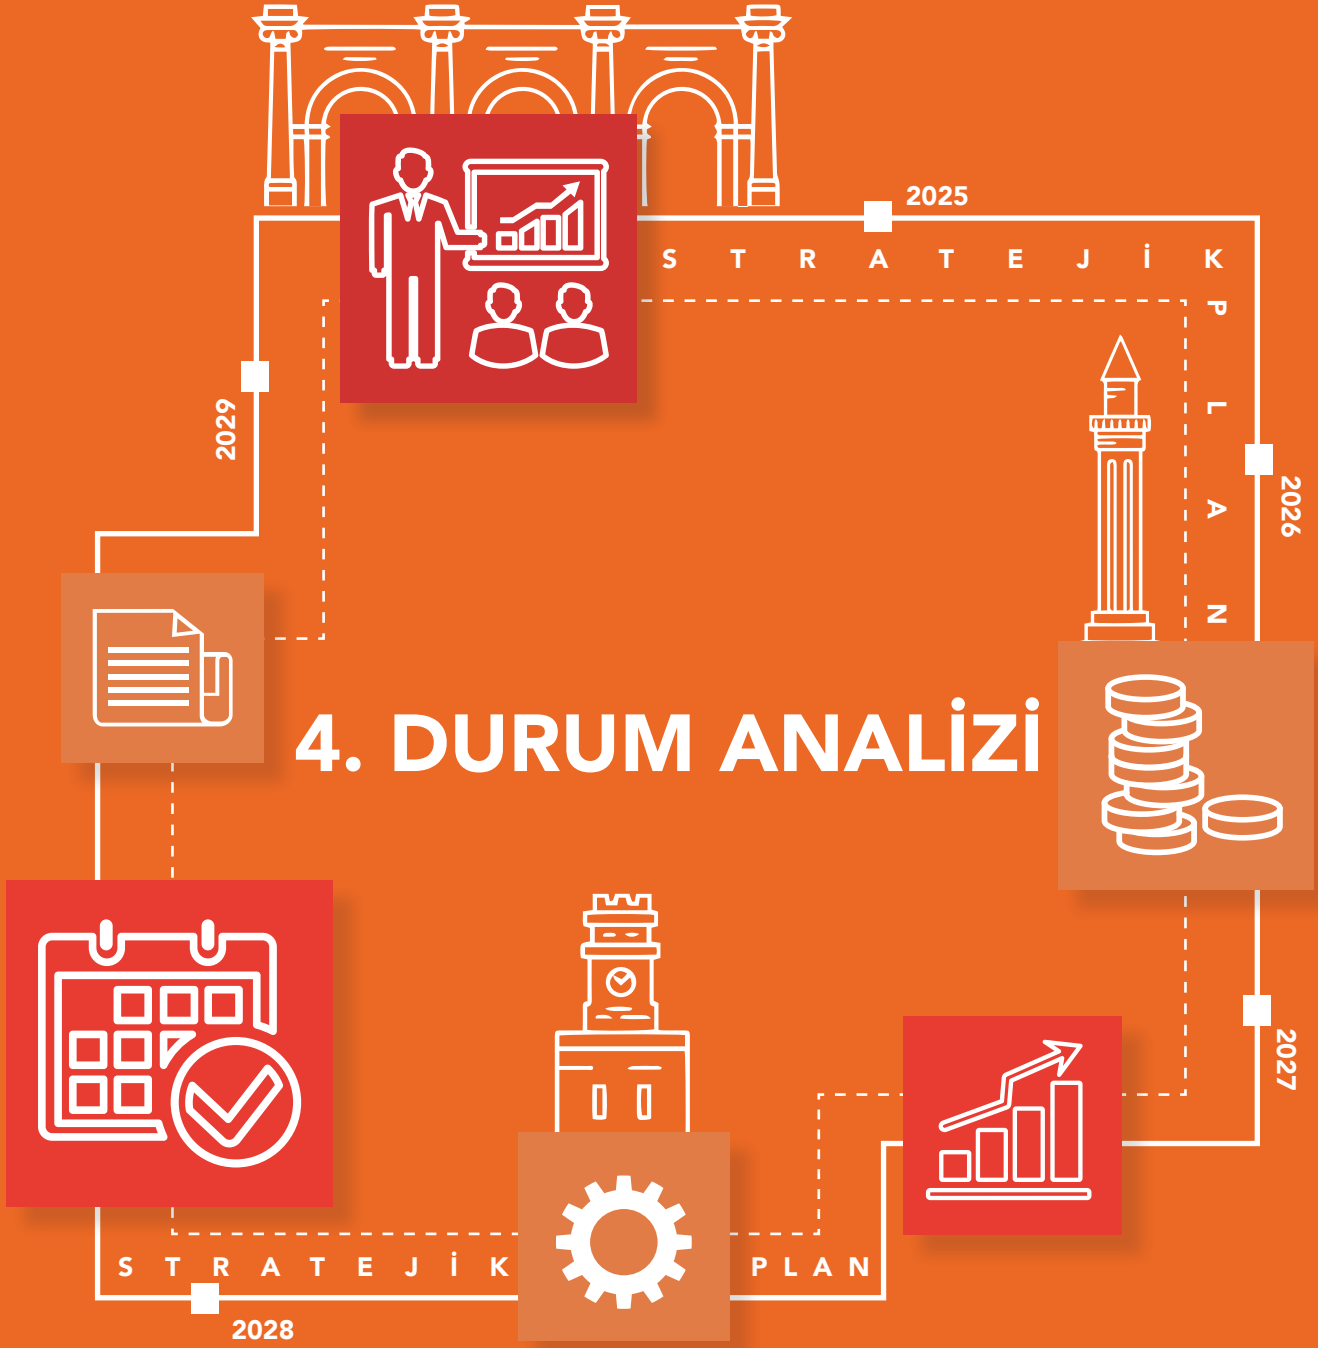 2025
STRATEJİK
PLAN
2029
2026
4. DURUM ANALİZİ
2027
STRATEJİK PLAN
2028